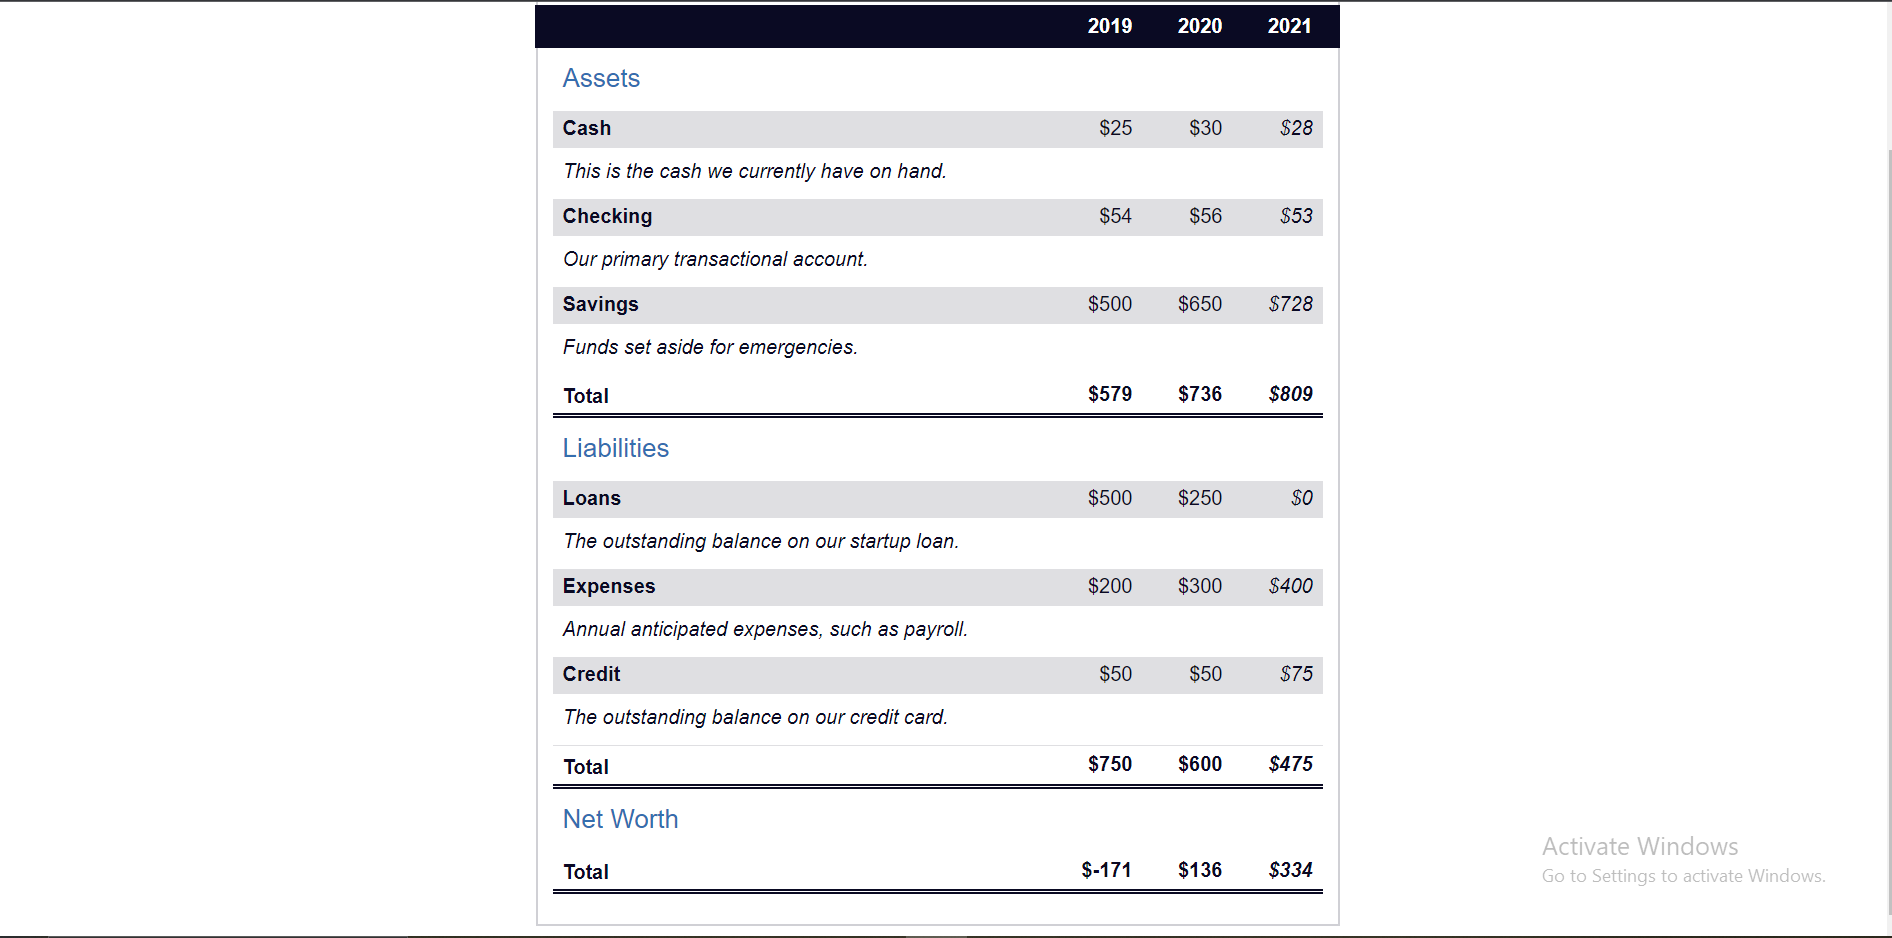 2019 2020 2021
Assets
Cash $25 $30 $28
This is the cash we currently have on hand.
Checking $54 $56 $53
Our primary transactional account.
Savings $500 $650 $728
Funds set aside for emergencies.
Total $579 $736 $809
Liabilities
Loans $500 $250 $0
The outstanding balance on our startup loan.
Expenses $200 $300 $400
Annual anticipated expenses, such as payroll.
Credit $50 $50 $75
The outstanding balance on our credit card.
Total $750 $600 $475
Net Worth
Total $-171 $136 $334
Activate Windows
Go to Settings to activate Windows.